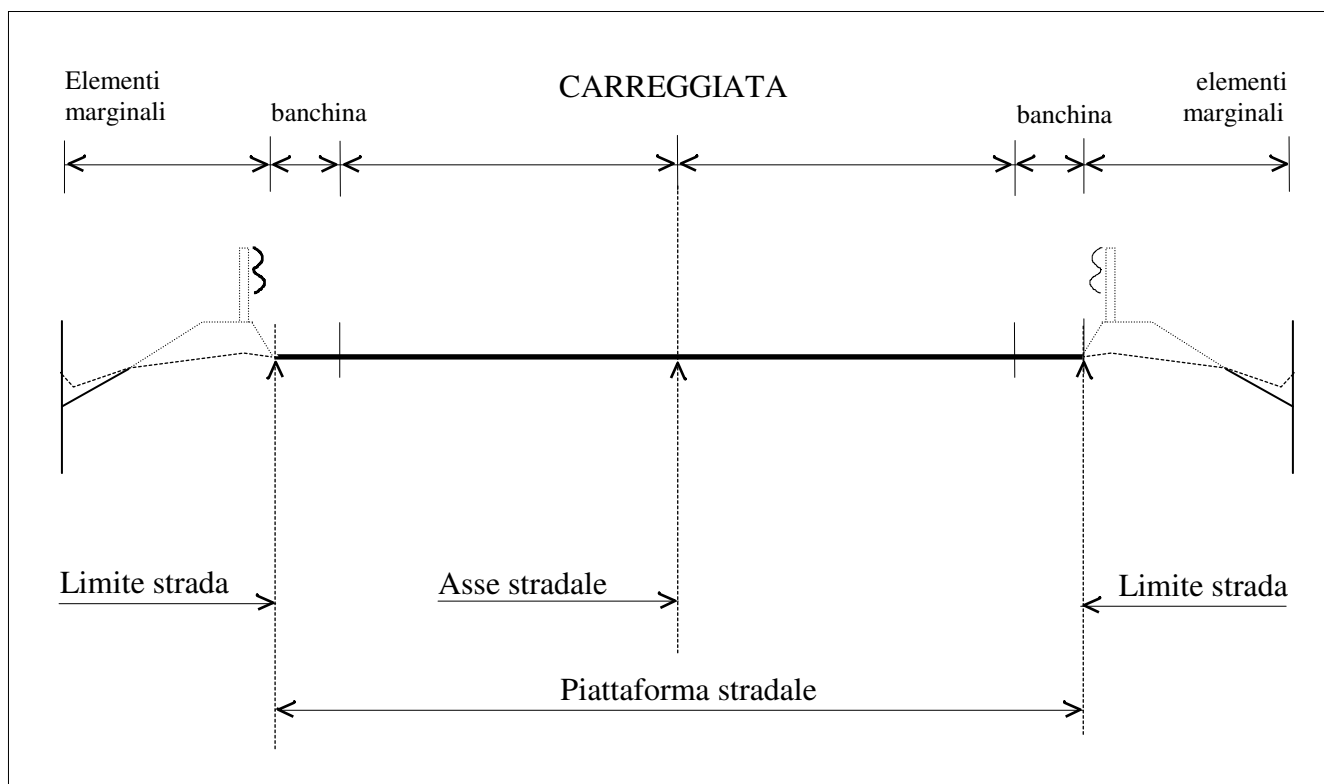 Elementi
marginali
banchina
CARREGGIATA
banchina
elementi
marginali
Limite strada
Asse stradale
Limite strada
Piattaforma stradale